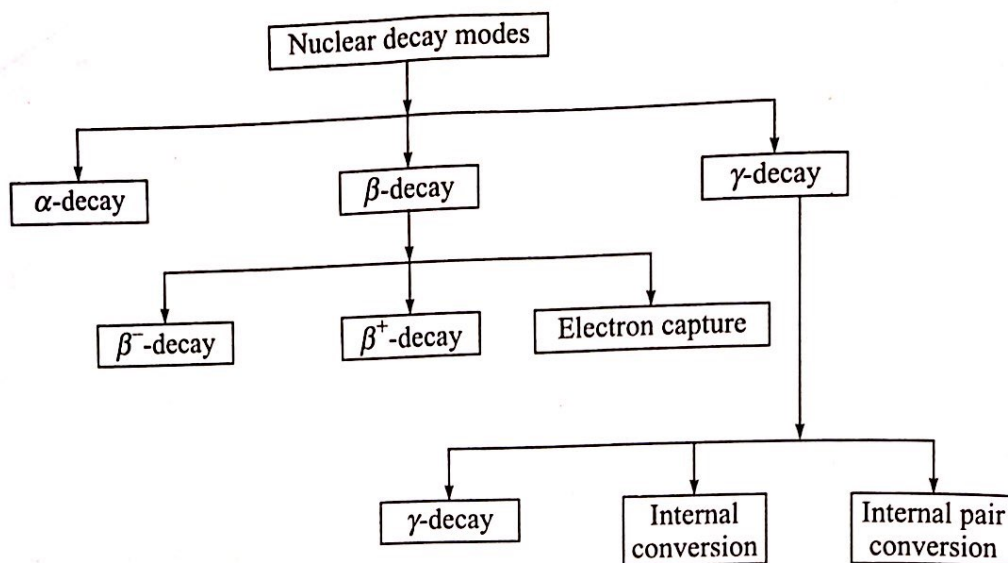 Nuclear decay modes
α-decay
β-decay
γ-decay
β⁻-decay
β⁺-decay
Electron capture
γ-decay
Internal
conversion
Internal pair
conversion